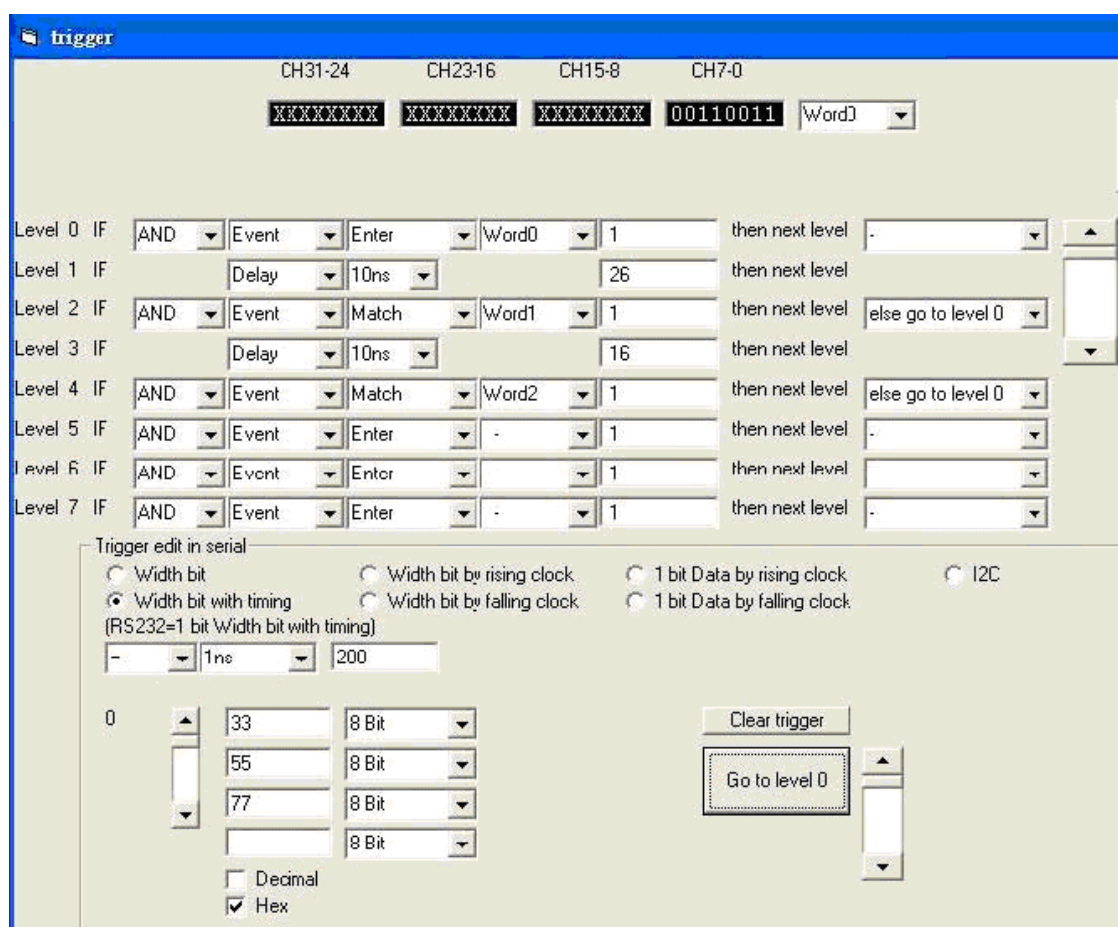 trigger
CH31-24 CH23-16 CH15-8 CH7-0
XXXXXXXX XXXXXXXX XXXXXXXX 00110011 Word0
Level 0 IF AND Event Enter Word0 1 then next level -
Level 1 IF Delay 10ns 26 then next level
Level 2 IF AND Event Match Word1 1 then next level else go to level 0
Level 3 IF Delay 10ns 16 then next level
Level 4 IF AND Event Match Word2 1 then next level else go to level 0
Level 5 IF AND Event Enter - 1 then next level -
Level 6 IF AND Event Enter 1 then next level
Level 7 IF AND Event Enter - 1 then next level -
Trigger edit in serial
Width bit Width bit by rising clock 1 bit Data by rising clock I2C
Width bit with timing Width bit by falling clock 1 bit Data by falling clock
(RS232=1 bit Width bit with timing)
- 1ns 200
0 33 8 Bit Clear trigger
55 8 Bit Go to level 0
77 8 Bit
8 Bit
Decimal
Hex